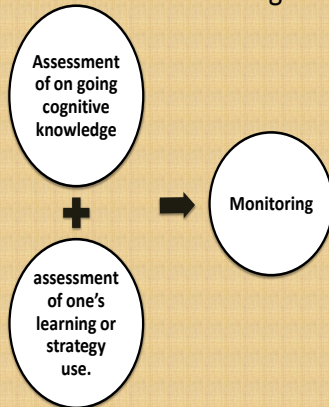 Assessment
of on going
cognitive
knowledge
assessment
of one's
learning or
strategy
use.
Monitoring